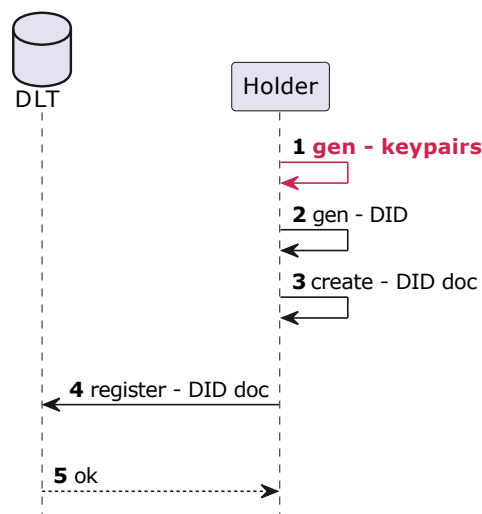 DLT
Holder
1 gen - keypairs
2 gen - DID
3 create - DID doc
4 register - DID doc
5 ok